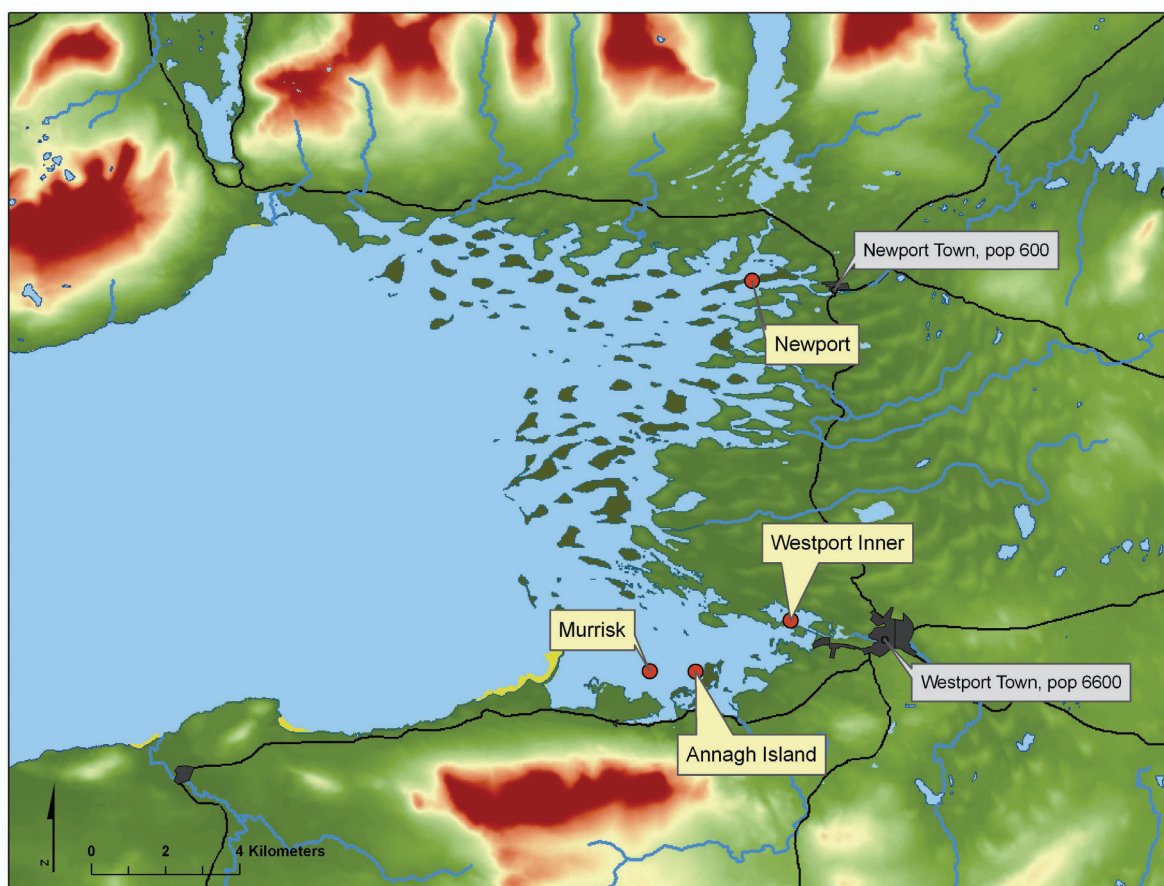 Newport Town, pop 600
Newport
Westport Inner
Murrisk
Westport Town, pop 6600
Annagh Island
N
0 2 4 Kilometers